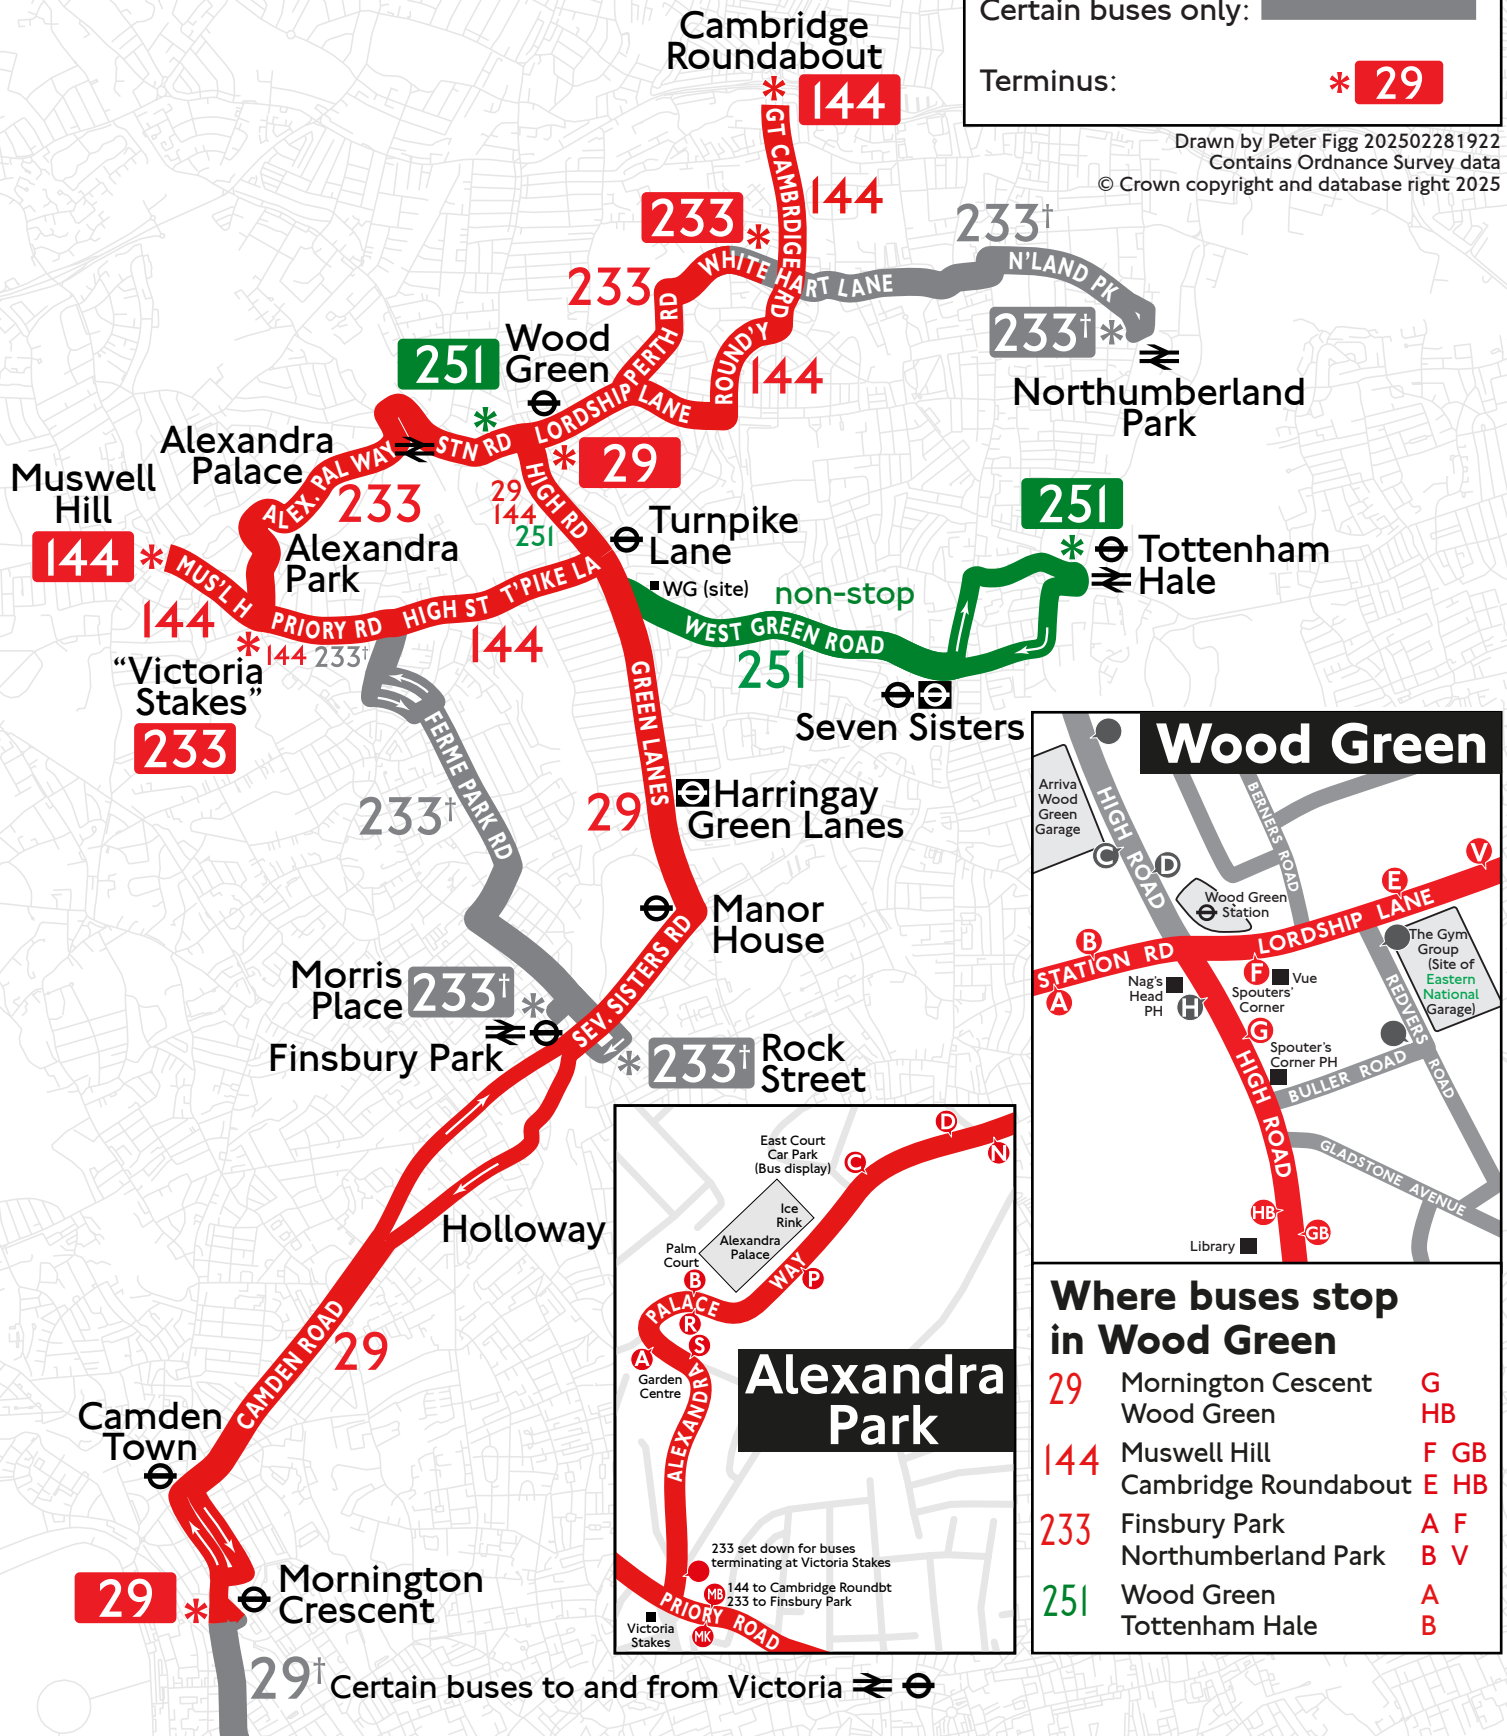 Certain buses only:
Terminus:
* 29
Drawn by Peter Figg 202502281922
Contains Ordnance Survey data
© Crown copyright and database right 2025
Cambridge
Roundabout
* 144
GT CAMBRDIGE RD
144
233 *
233†
WHITE HART LANE
N'LAND PK
233
233† *
Northumberland
Park
PERTH RD
ROUND'Y
144
251
*
Wood
Green
LORDSHIP LANE
STN RD
* 29
Alexandra
Palace
ALEX. PAL WAY
233
Muswell
Hill
144 *
MUS'L H
144
Alexandra
Park
29
144
251
HIGH RD
Turnpike
Lane
WG (site)
251
*
Tottenham
Hale
non-stop
WEST GREEN ROAD
251
Seven Sisters
PRIORY RD
HIGH ST
T'PIKE LA
144
*
144 233†
"Victoria
Stakes"
233
FERME PARK RD
233†
GREEN LANES
29
Harringay
Green Lanes
Manor
House
SEV. SISTERS RD
Morris
Place
233† *
Finsbury Park
* 233†
Rock
Street
Holloway
CAMDEN ROAD
29
Camden
Town
29 *
Mornington
Crescent
29† Certain buses to and from Victoria
Wood Green
Arriva
Wood
Green
Garage
HIGH ROAD
BERNERS ROAD
C
D
Wood Green
Station
V
E
LORDSHIP LANE
B
STATION RD
A
Nag's
Head
PH
H
F
Vue
Spouters'
Corner
G
Spouter's
Corner PH
The Gym
Group
(Site of
Eastern
National
Garage)
REDVERS ROAD
BULLER ROAD
HIGH ROAD
GLADSTONE AVENUE
HB
GB
Library
Where buses stop
in Wood Green
29 Mornington Cescent G
Wood Green HB
144 Muswell Hill F GB
Cambridge Roundabout E HB
233 Finsbury Park A F
Northumberland Park B V
251 Wood Green A
Tottenham Hale B
Alexandra
Park
D
N
C
East Court
Car Park
(Bus display)
Ice
Rink
Alexandra
Palace
Palm
Court
B
P
ALEXANDRA PALACE WAY
R
S
A
Garden
Centre
233 set down for buses
terminating at Victoria Stakes
MB
144 to Cambridge Roundbt
233 to Finsbury Park
PRIORY ROAD
Victoria
Stakes
MK